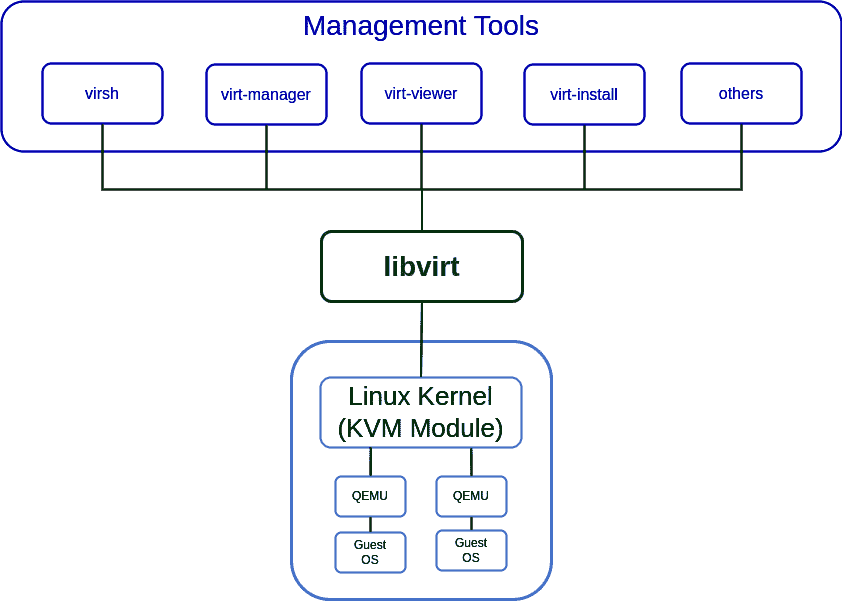 Management Tools
virsh
virt-manager
virt-viewer
virt-install
others
libvirt
Linux Kernel
(KVM Module)
QEMU
QEMU
Guest
OS
Guest
OS